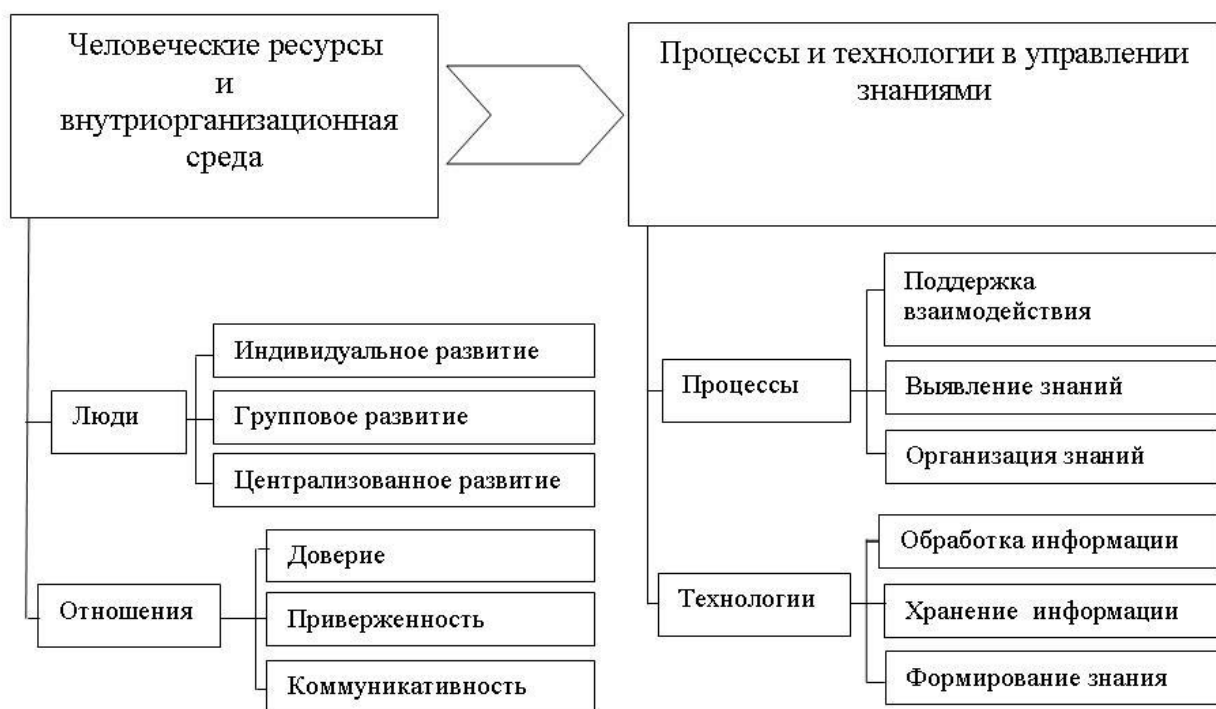 Человеческие ресурсы
и
внутриорганизационная
среда
Процессы и технологии в управлении
знаниями
Люди
Индивидуальное развитие
Групповое развитие
Централизованное развитие
Отношения
Доверие
Приверженность
Коммуникативность
Процессы
Поддержка
взаимодействия
Выявление знаний
Организация знаний
Технологии
Обработка информации
Хранение информации
Формирование знания